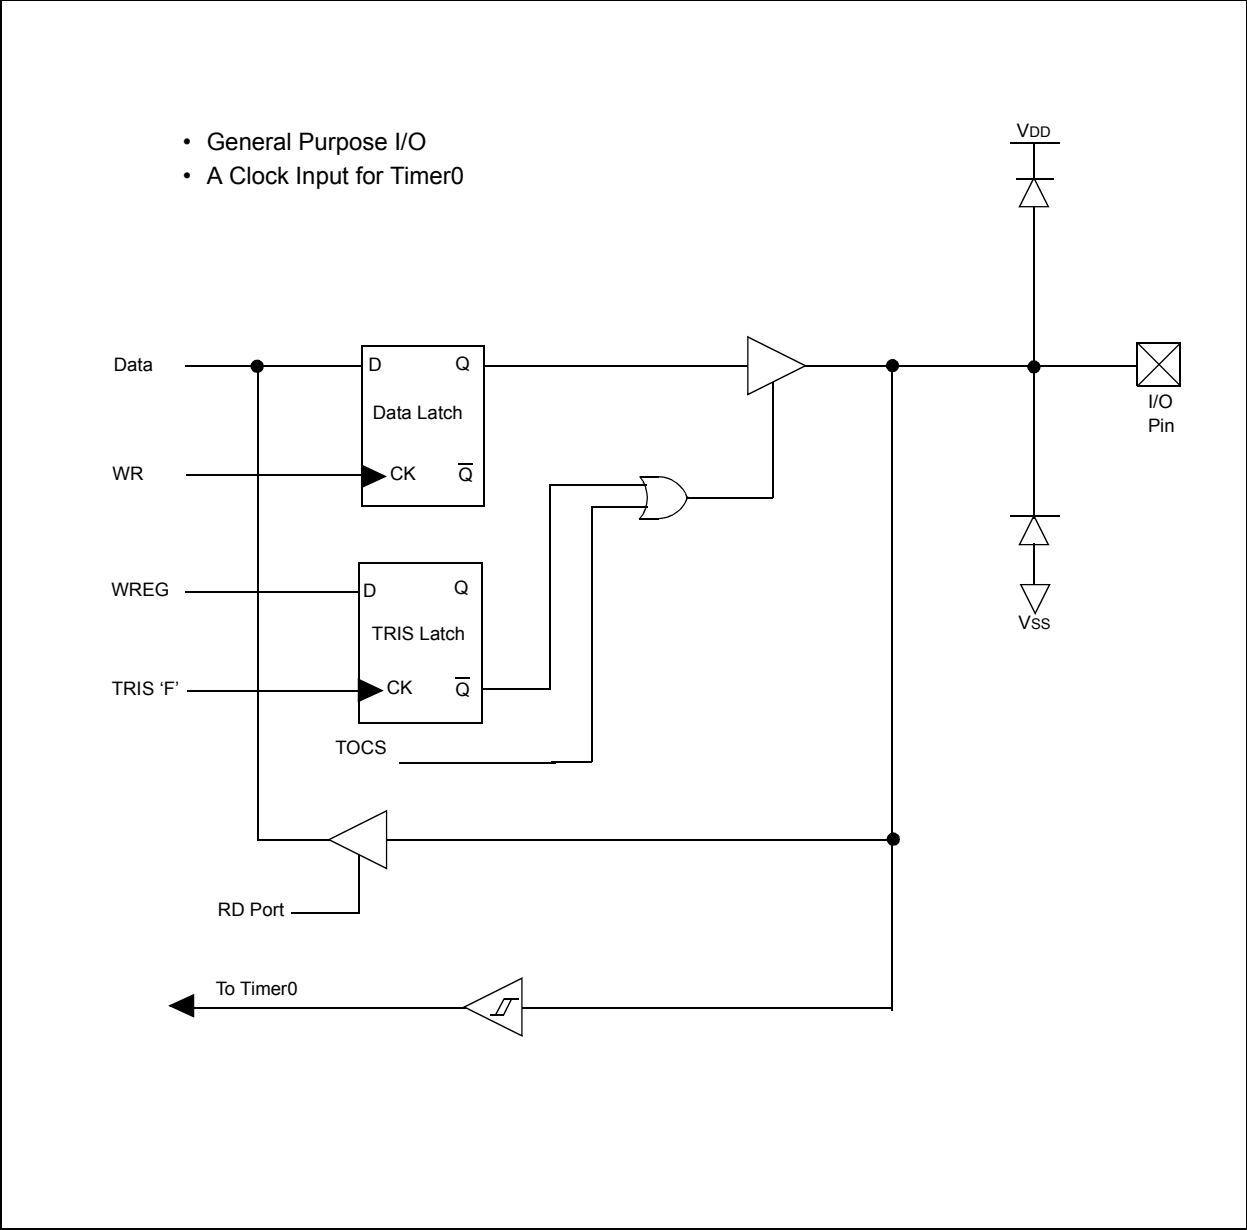 • General Purpose I/O
• A Clock Input for Timer0
VDD
Data
D
Q
Data Latch
WR
CK
Q̅
I/O
Pin
WREG
D
Q
TRIS Latch
TRIS ‘F’
CK
Q̅
VSS
TOCS
RD Port
To Timer0